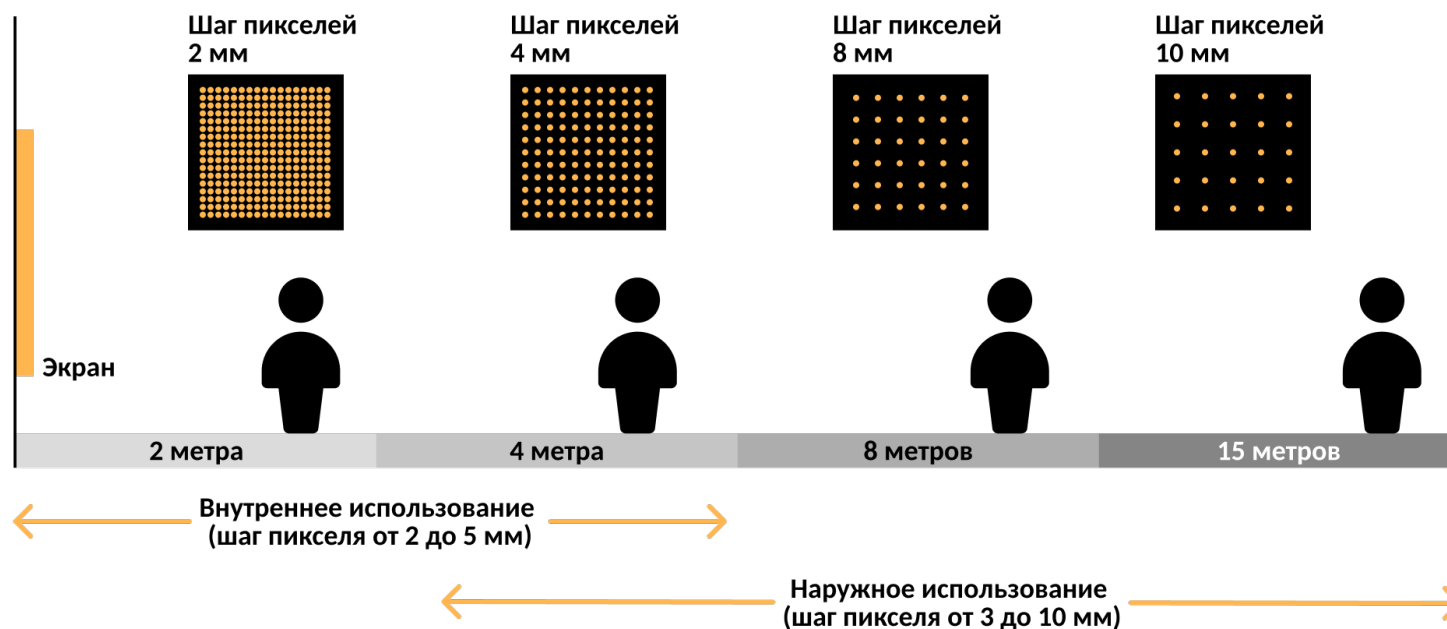 Шаг пикселей
2 мм
Шаг пикселей
4 мм
Шаг пикселей
8 мм
Шаг пикселей
10 мм
Экран
2 метра
4 метра
8 метров
15 метров
Внутреннее использование
(шаг пикселя от 2 до 5 мм)
Наружное использование
(шаг пикселя от 3 до 10 мм)